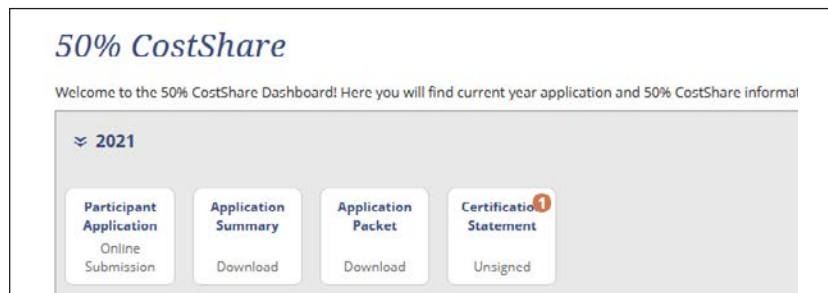 50% CostShare
Welcome to the 50% CostShare Dashboard! Here you will find current year application and 50% CostShare informat
2021
Participant Application
Online Submission
Application Summary
Download
Application Packet
Download
Certification Statement
1
Unsigned